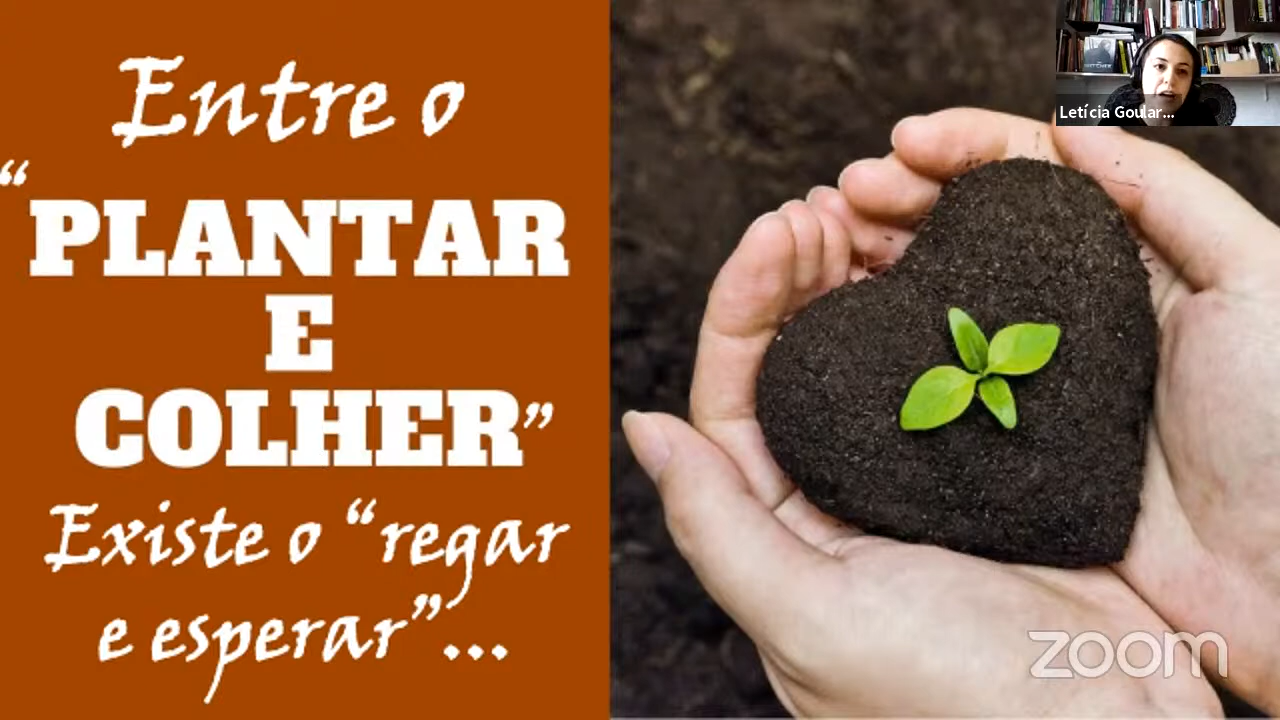 Entre o
“PLANTAR
E
COLHER”
Existe o “regar
e esperar”...
Letícia Goular...
zoom